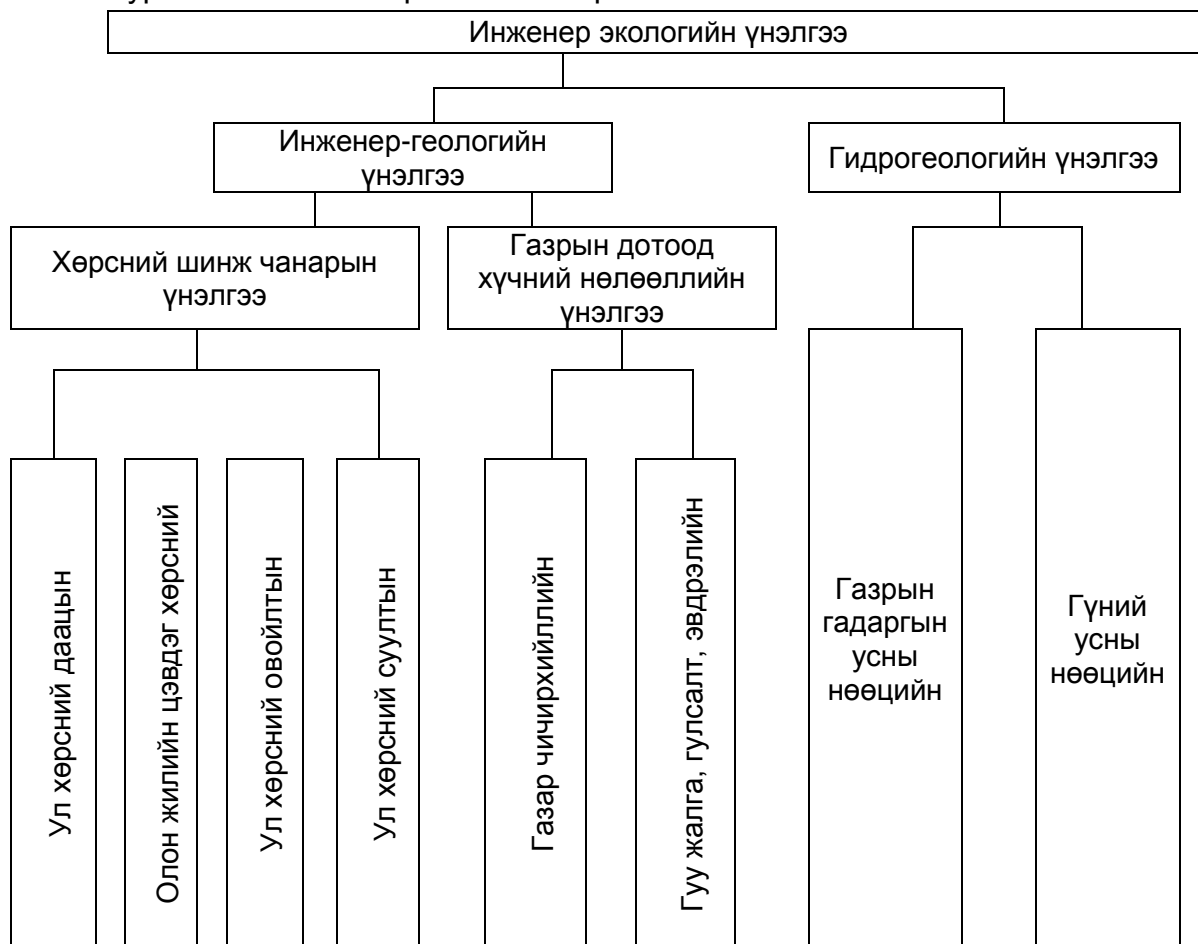 Инженер экологийн үнэлгээ
Инженер-геологийн
үнэлгээ
Гидрогеологийн үнэлгээ
Хөрсний шинж чанарын
үнэлгээ
Газрын дотоод
хүчний нөлөөллийн
үнэлгээ
Ул хөрсний даацын
Олон жилийн цэвдэг хөрсний
Ул хөрсний овойлтын
Ул хөрсний суултын
Газар чичирхийллийн
Гуу жалга, гулсалт, эвдрэлийн
Газрын
гадаргын
усны
нөөцийн
Гүний
усны
нөөцийн